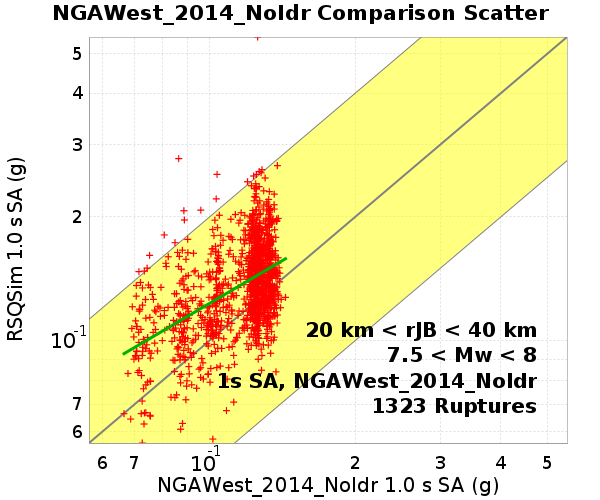 NGAWest_2014_NoIdr Comparison Scatter
5
4
3
2
10-1
7
6
RSQSim 1.0 s SA (g)
20 km < rJB < 40 km
7.5 < Mw < 8
1s SA, NGAWest_2014_NoIdr
1323 Ruptures
6 7 10-1 2 3 4 5
NGAWest_2014_NoIdr 1.0 s SA (g)